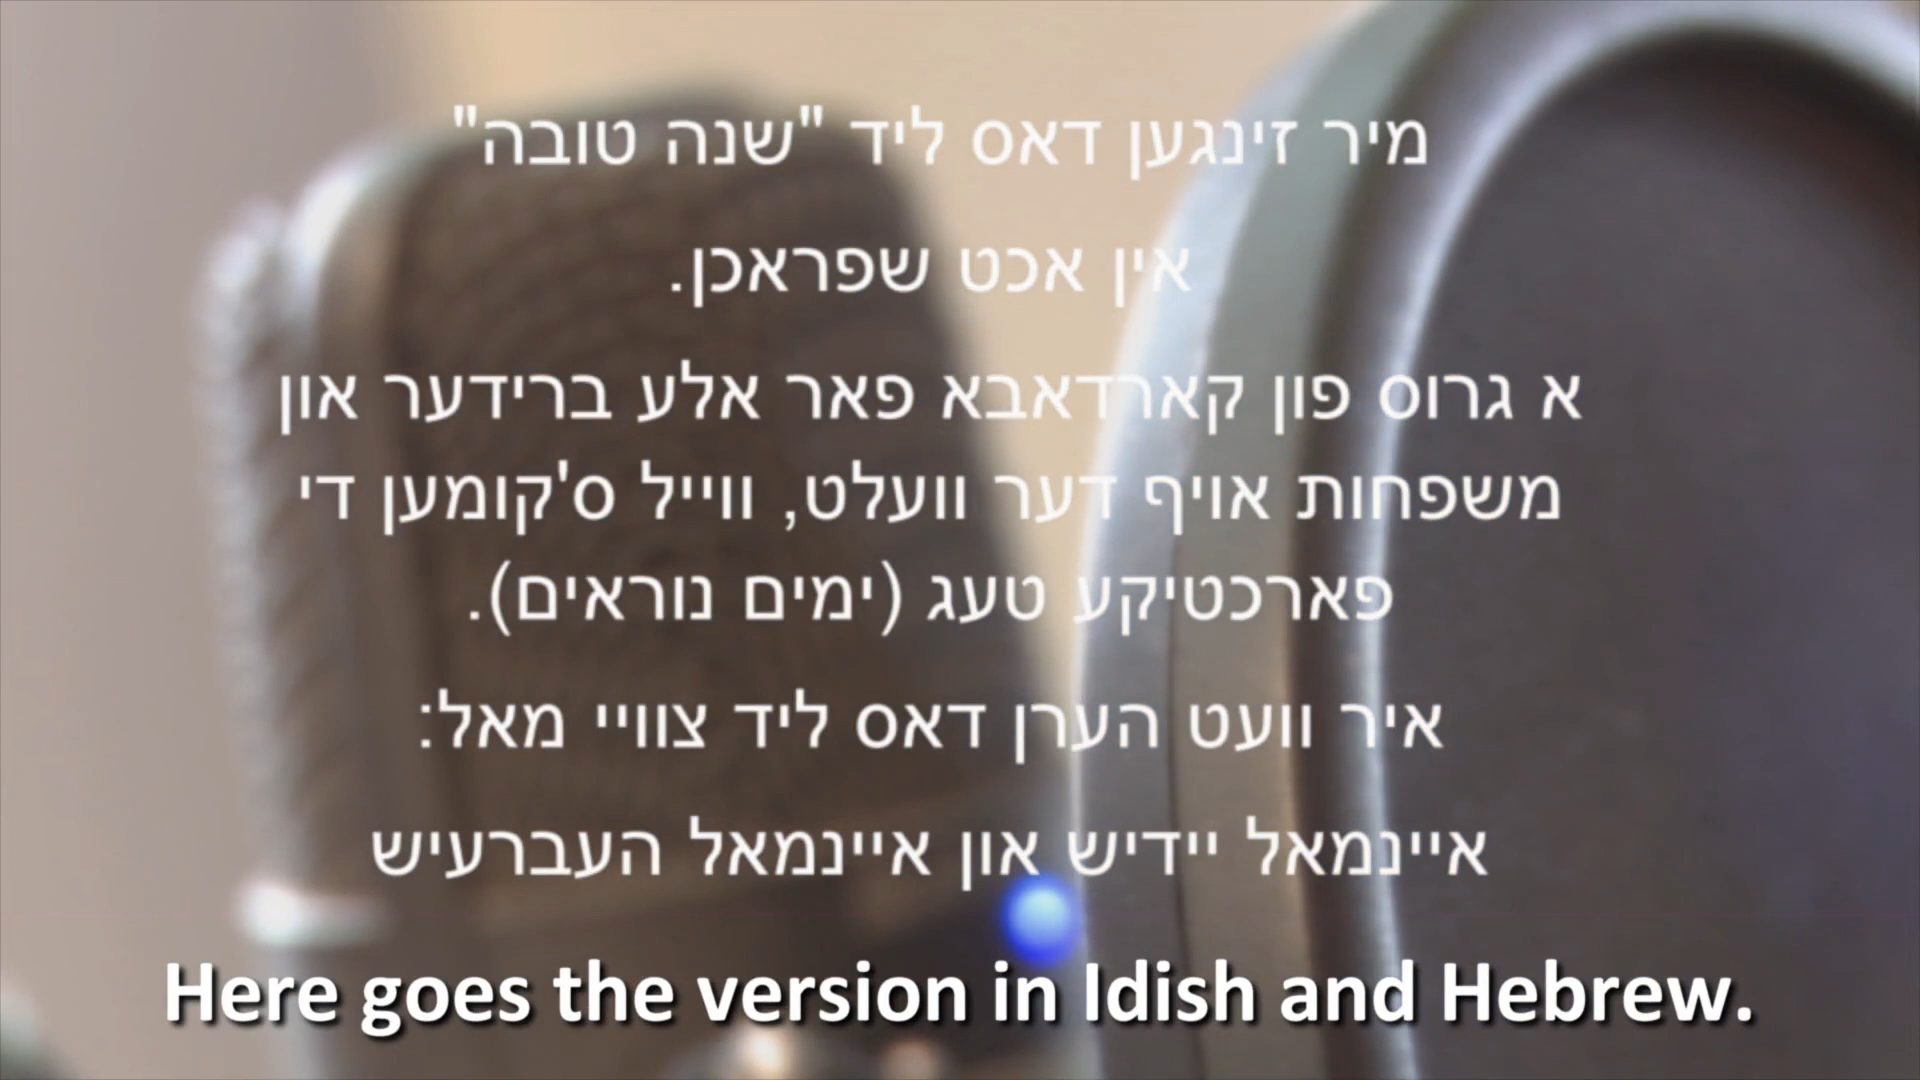 מיר זינגען דאס ליד "שנה טובה"
אין אכט שפראכן.
א גרוס פון קארדאבא פאר אלע ברידער און
משפחות אויף דער וועלט, ווייל ס'קומען די
פארכטיקע טעג (ימים נוראים).
איר וועט הערן דאס ליד צוויי מאל:
איינמאל יידיש און איינמאל העברעיש
Here goes the version in Idish and Hebrew.